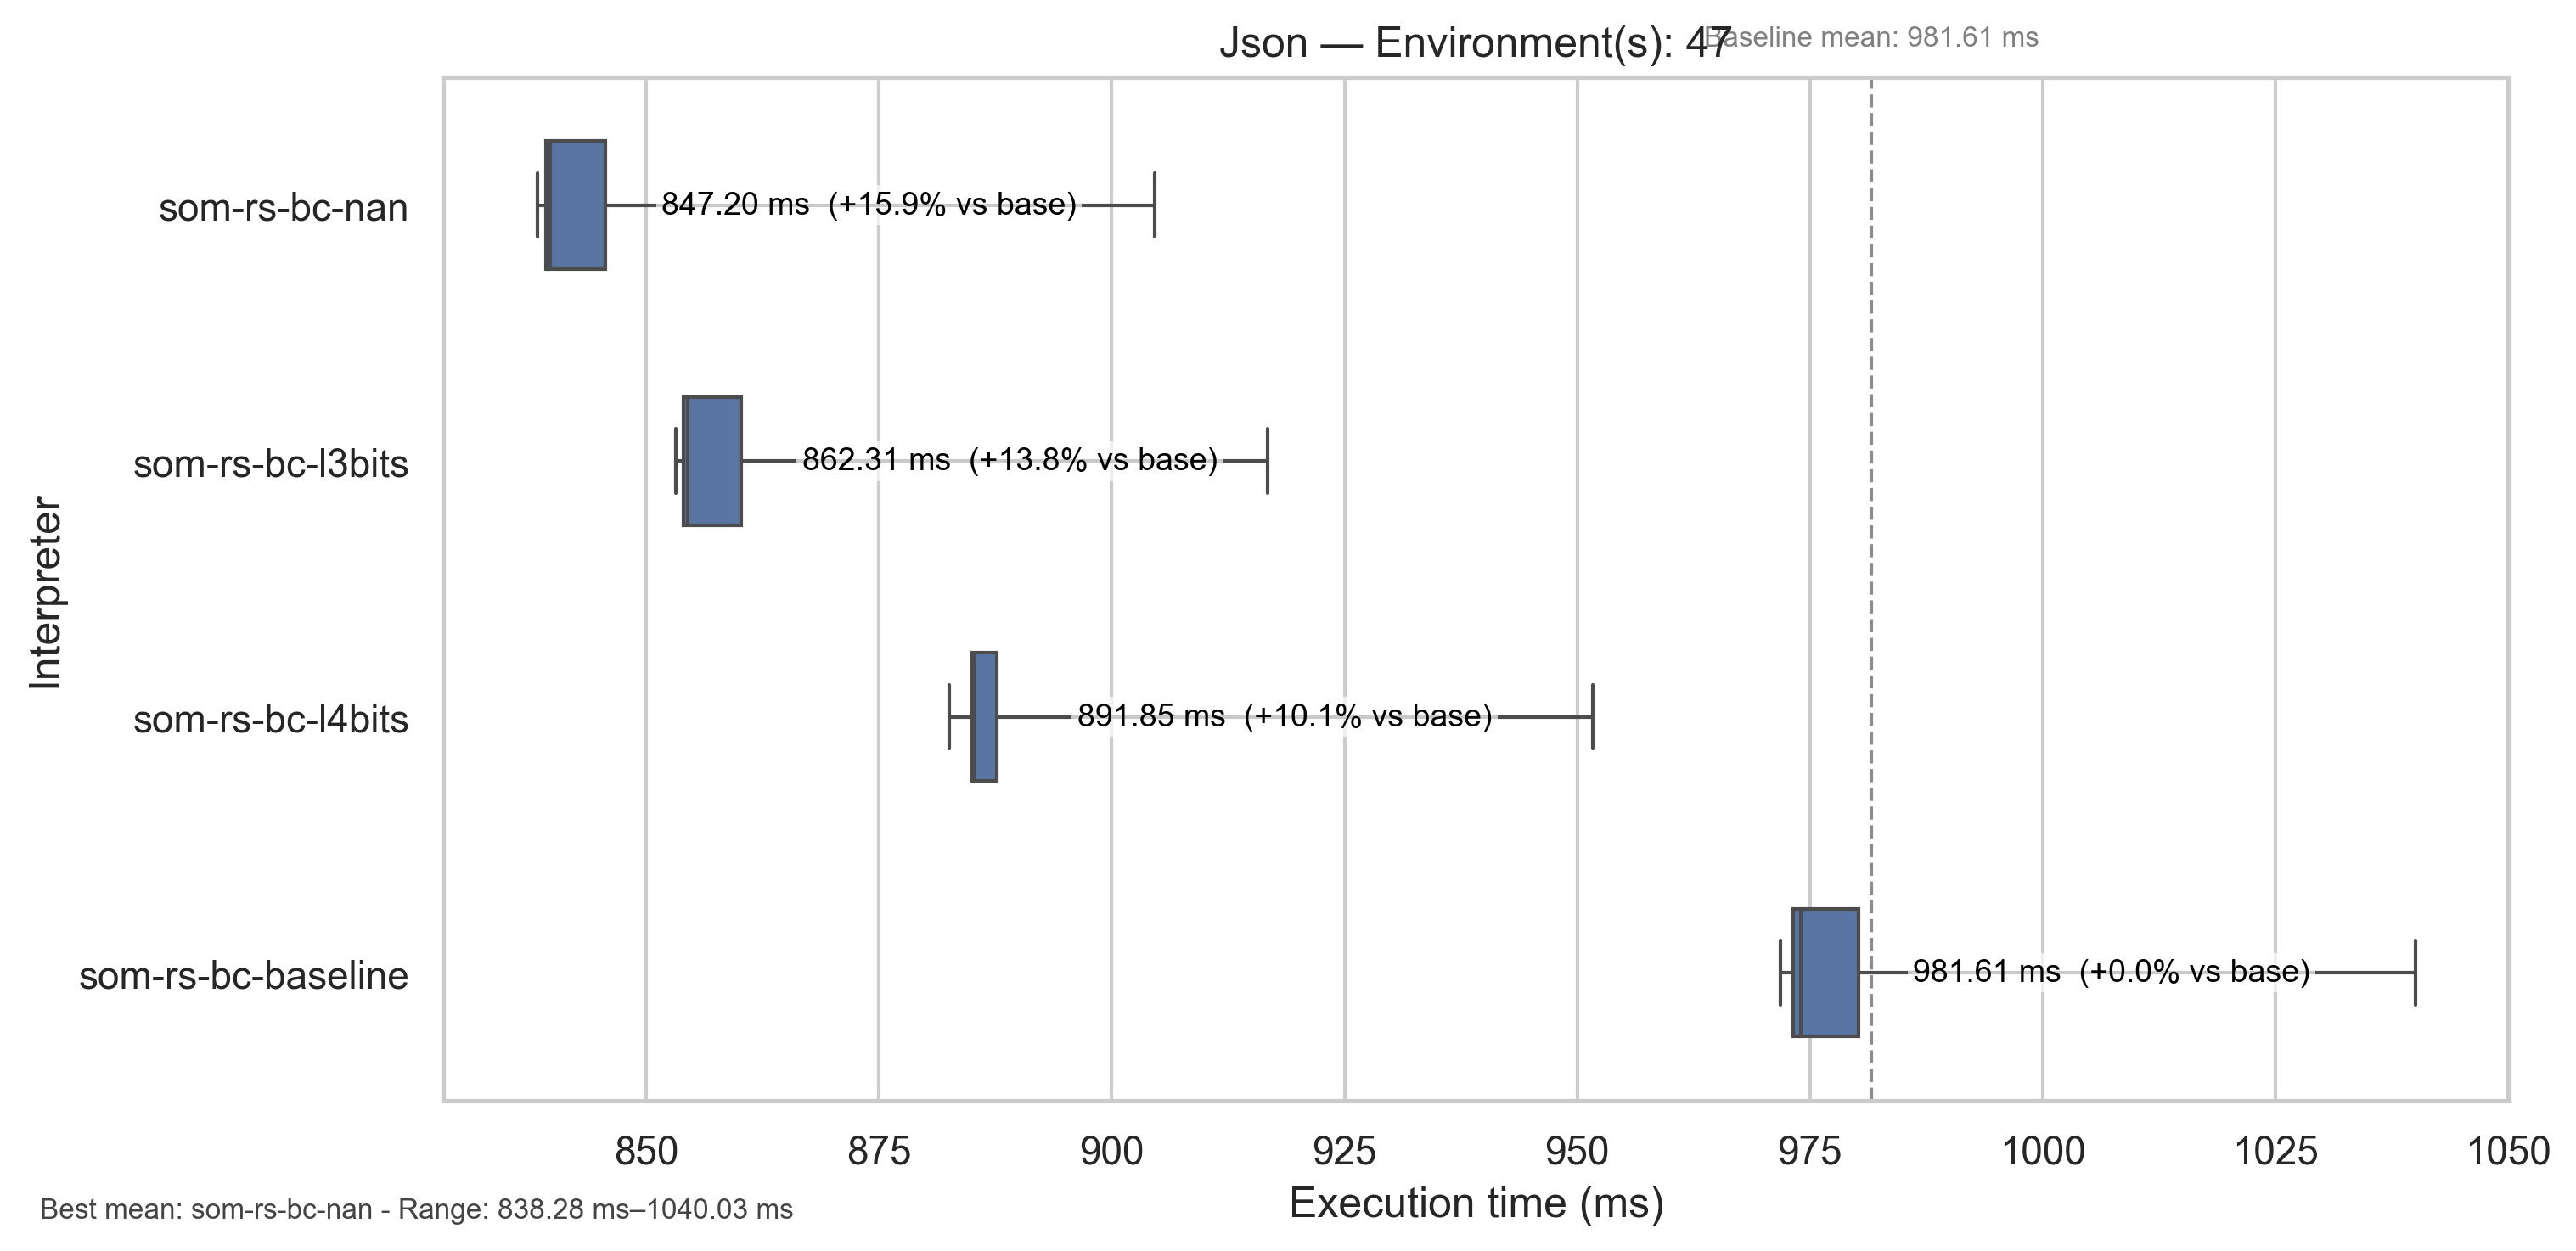 Json — Environment(s): 47
Baseline mean: 981.61 ms
Interpreter
som-rs-bc-nan
847.20 ms (+15.9% vs base)
som-rs-bc-l3bits
862.31 ms (+13.8% vs base)
som-rs-bc-l4bits
891.85 ms (+10.1% vs base)
som-rs-bc-baseline
981.61 ms (+0.0% vs base)
850 875 900 925 950 975 1000 1025 1050
Execution time (ms)
Best mean: som-rs-bc-nan - Range: 838.28 ms–1040.03 ms